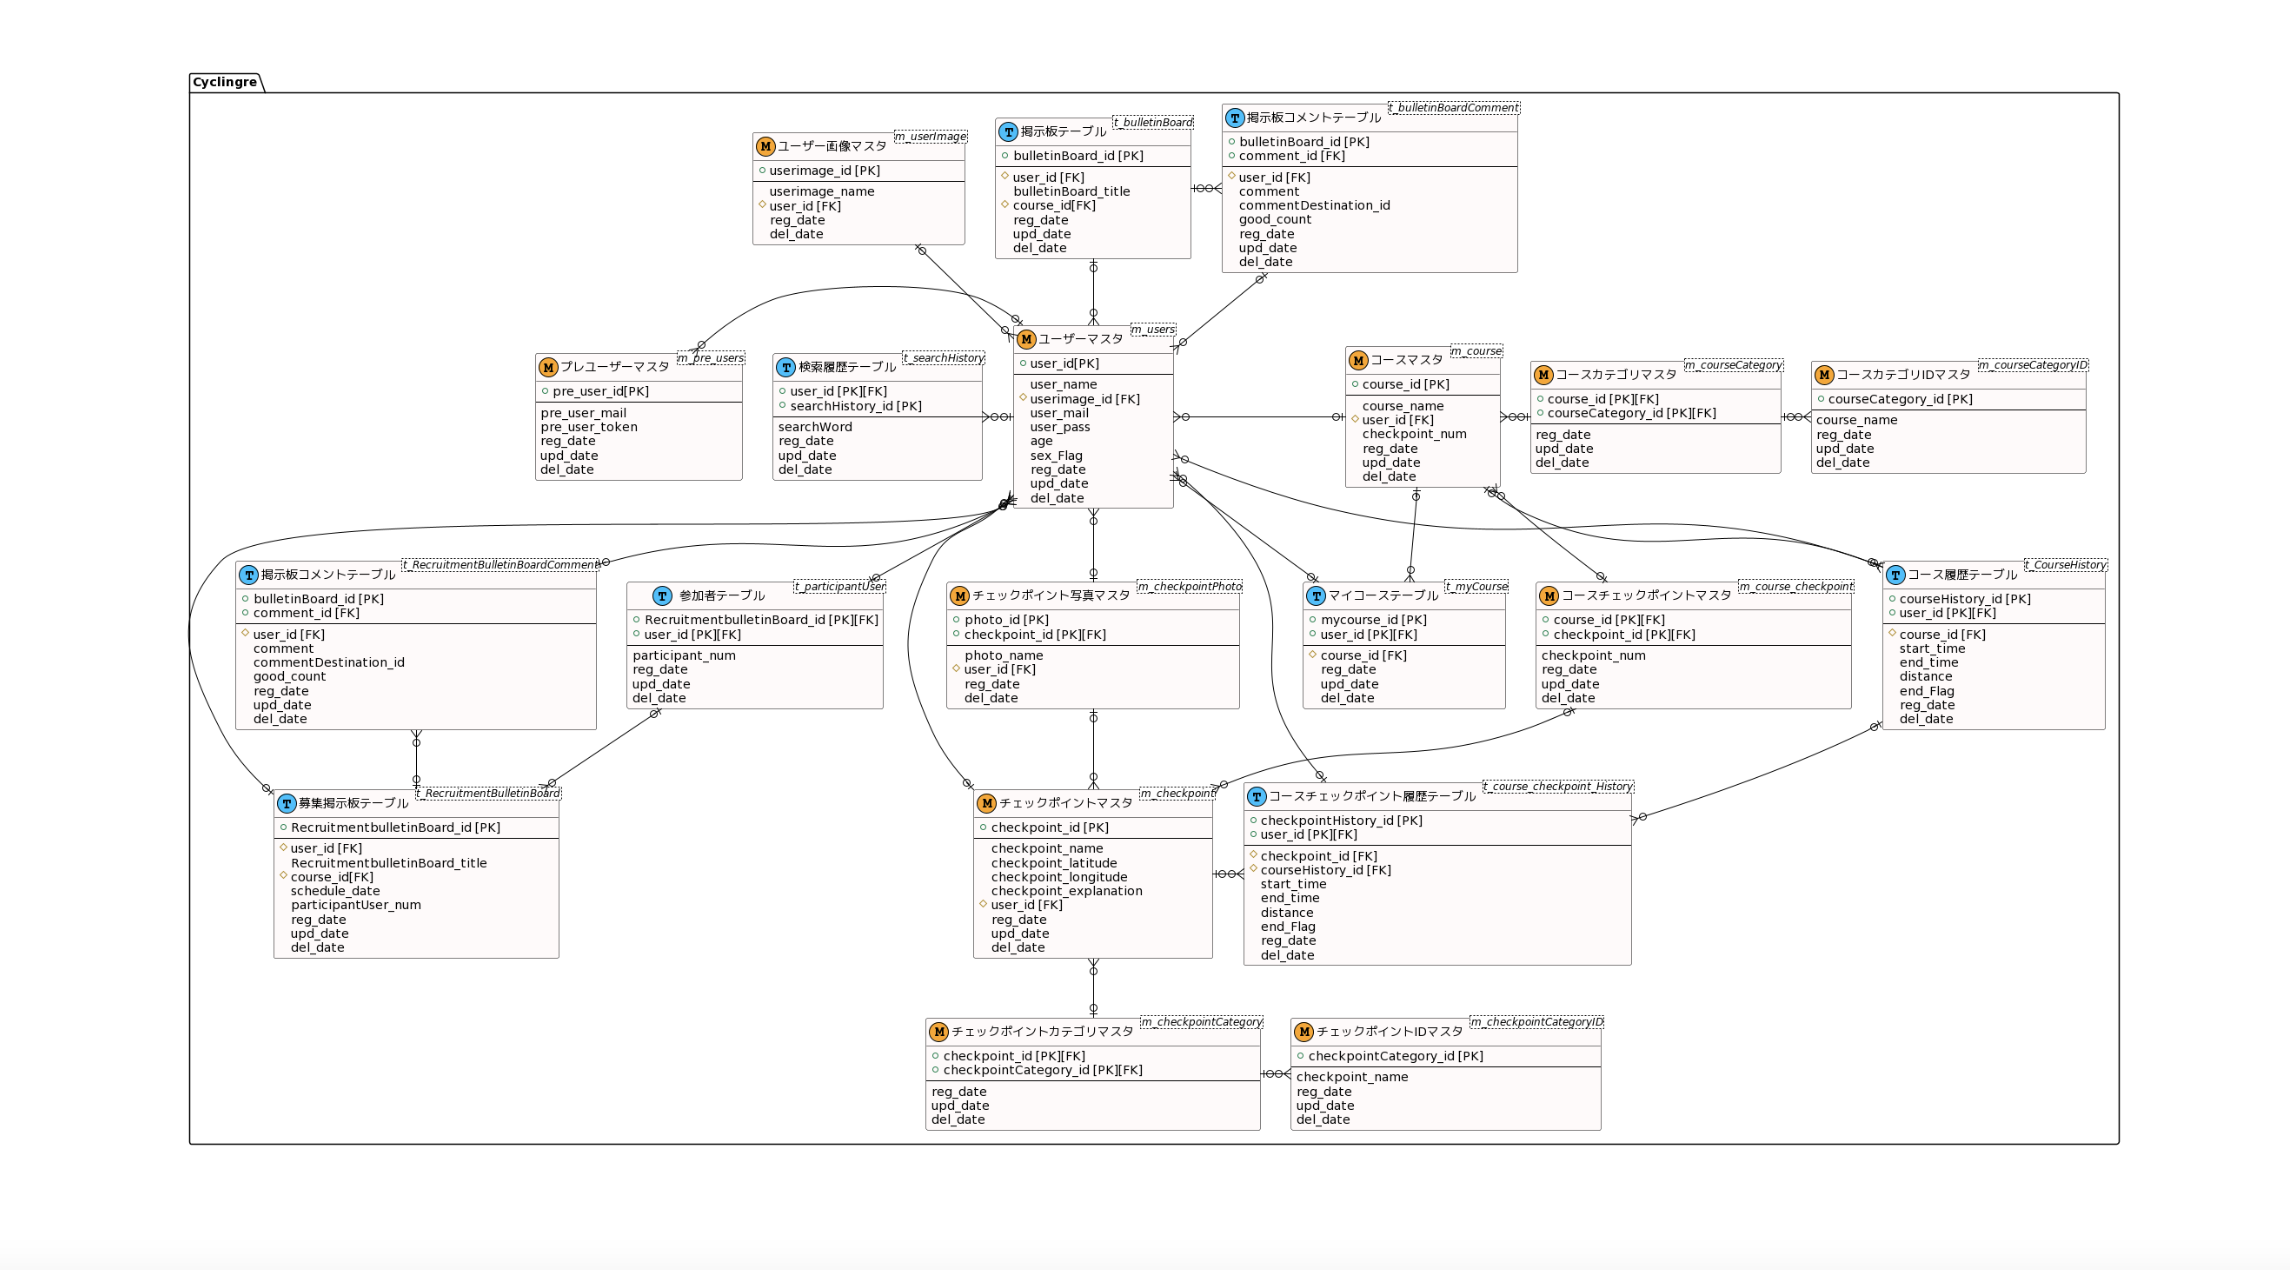 Cyclingre
M ユーザー画像マスタ
m_userImage
userimage_id [PK]
userimage_name
user_id [FK]
reg_date
del_date
T 掲示板テーブル
t_bulletinBoard
bulletinBoard_id [PK]
user_id [FK]
bulletinBoard_title
course_id[FK]
reg_date
upd_date
del_date
T 掲示板コメントテーブル
t_bulletinBoardComment
bulletinBoard_id [PK]
comment_id [FK]
user_id [FK]
comment
commentDestination_id
good_count
reg_date
upd_date
del_date
M プレユーザーマスタ
m_pre_users
pre_user_id[PK]
pre_user_mail
pre_user_token
reg_date
upd_date
del_date
T 検索履歴テーブル
t_searchHistory
user_id [PK][FK]
searchHistory_id [PK]
searchWord
reg_date
upd_date
del_date
M ユーザーマスタ
m_users
user_id[PK]
user_name
userimage_id [FK]
user_mail
user_pass
age
sex_Flag
reg_date
upd_date
del_date
M コースマスタ
m_course
course_id [PK]
course_name
user_id [FK]
checkpoint_num
reg_date
upd_date
del_date
M コースカテゴリマスタ
m_courseCategory
course_id [PK][FK]
courseCategory_id [PK][FK]
reg_date
upd_date
del_date
M コースカテゴリIDマスタ
m_courseCategoryID
courseCategory_id [PK]
course_name
reg_date
upd_date
del_date
T 掲示板コメントテーブル
t_RecruitmentBulletinBoardComment
bulletinBoard_id [PK]
comment_id [FK]
user_id [FK]
comment
commentDestination_id
good_count
reg_date
upd_date
del_date
T 参加者テーブル
t_participantUser
RecruitmentbulletinBoard_id [PK][FK]
user_id [PK][FK]
participant_num
reg_date
upd_date
del_date
M チェックポイント写真マスタ
m_checkpointPhoto
photo_id [PK]
checkpoint_id [PK][FK]
photo_name
user_id [FK]
reg_date
del_date
T マイコーステーブル
t_myCourse
mycourse_id [PK]
user_id [PK][FK]
course_id [FK]
reg_date
upd_date
del_date
M コースチェックポイントマスタ
m_course_checkpoint
course_id [PK][FK]
checkpoint_id [PK][FK]
checkpoint_num
reg_date
upd_date
del_date
T コース履歴テーブル
t_CourseHistory
courseHistory_id [PK]
user_id [PK][FK]
course_id [FK]
start_time
end_time
distance
end_Flag
reg_date
del_date
T 募集掲示板テーブル
t_RecruitmentBulletinBoard
RecruitmentbulletinBoard_id [PK]
user_id [FK]
RecruitmentbulletinBoard_title
course_id[FK]
schedule_date
participantUser_num
reg_date
upd_date
del_date
M チェックポイントマスタ
m_checkpoint
checkpoint_id [PK]
checkpoint_name
checkpoint_latitude
checkpoint_longitude
checkpoint_explanation
user_id [FK]
reg_date
upd_date
del_date
T コースチェックポイント履歴テーブル
t_course_checkpoint_History
checkpointHistory_id [PK]
user_id [PK][FK]
checkpoint_id [FK]
courseHistory_id [FK]
start_time
end_time
distance
end_Flag
reg_date
del_date
M チェックポイントカテゴリマスタ
m_checkpointCategory
checkpoint_id [PK][FK]
checkpointCategory_id [PK][FK]
reg_date
upd_date
del_date
M チェックポイントIDマスタ
m_checkpointCategoryID
checkpointCategory_id [PK]
checkpoint_name
reg_date
upd_date
del_date